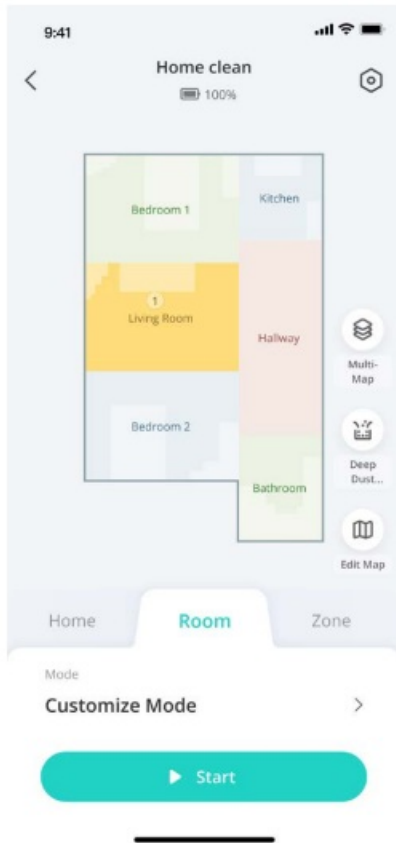 9:41
Home clean
100%
Bedroom 1
Kitchen
1
Living Room
Hallway
Multi-
Map
Bedroom 2
Deep
Dust...
Bathroom
Edit Map
Home Room Zone
Mode
Customize Mode
Start